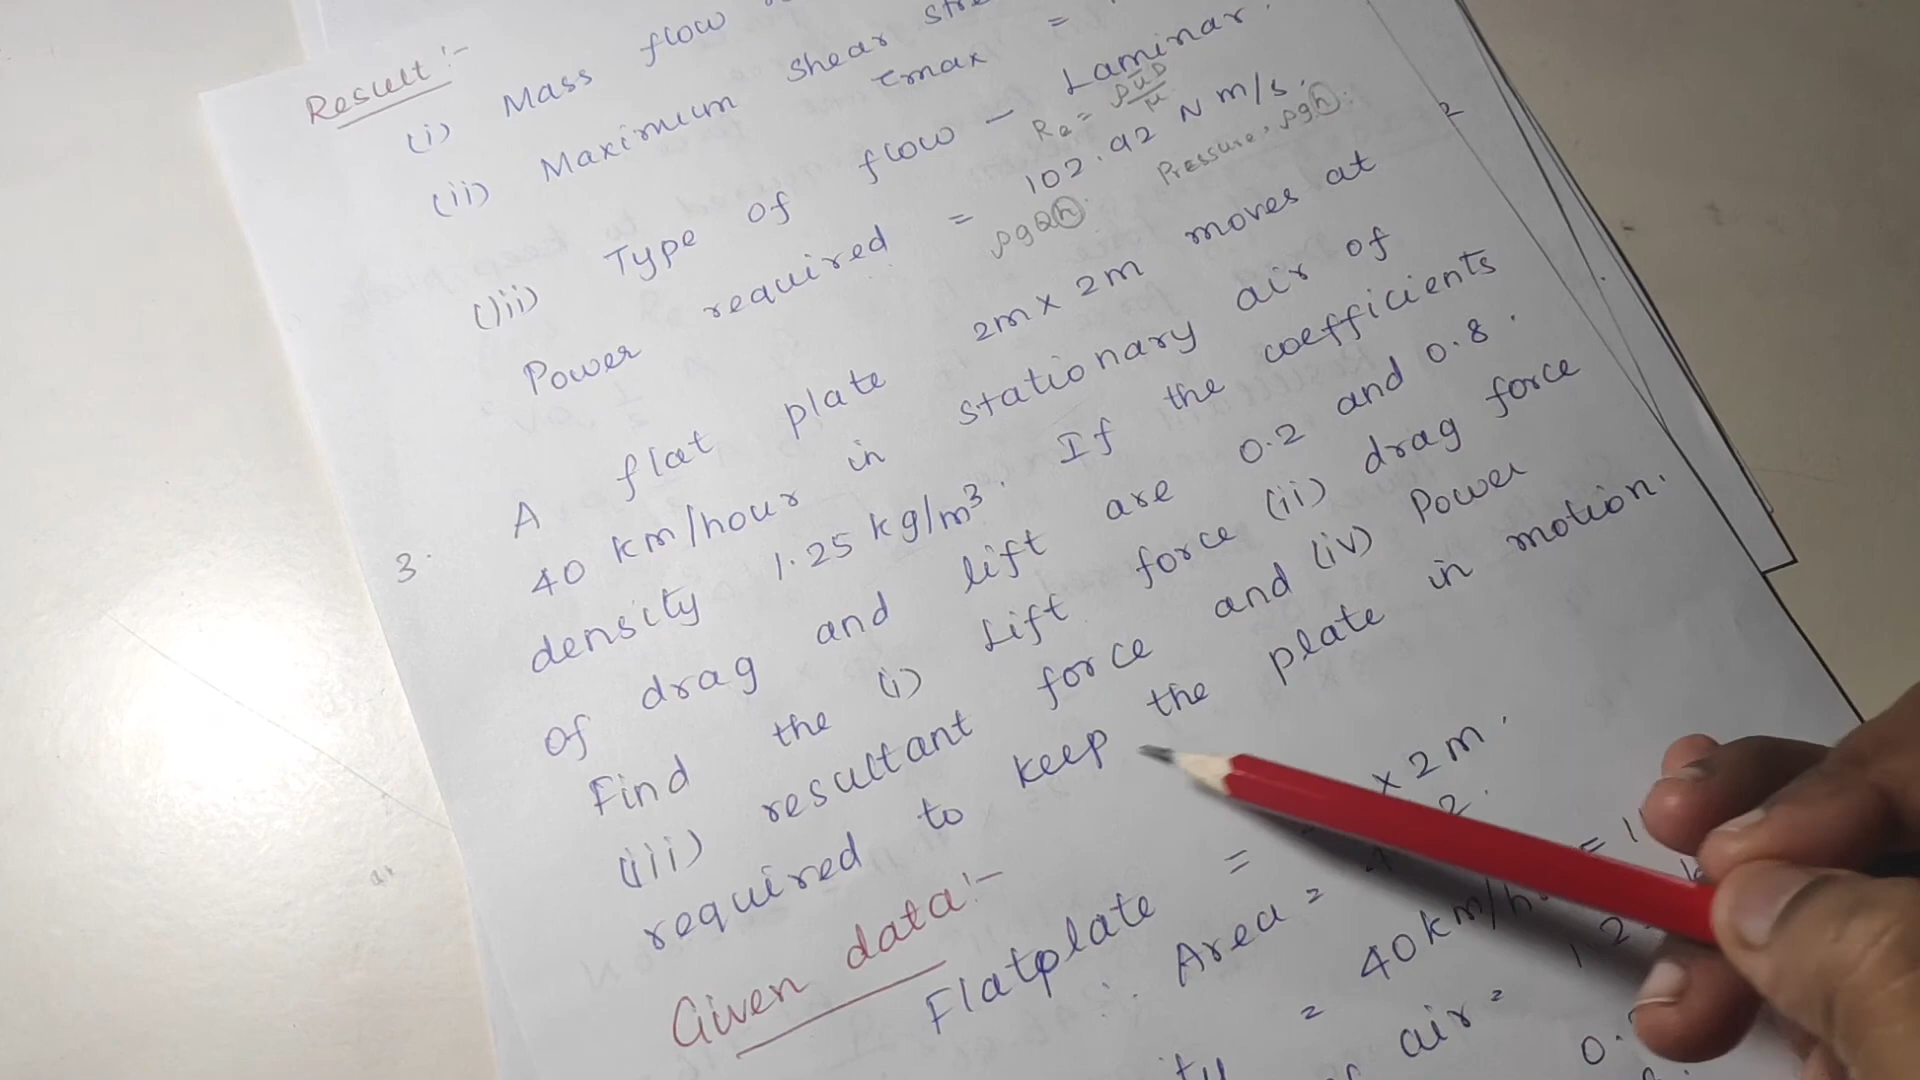 Result :-
(i) Mass flow
(ii) Maximum shear
τmax =
(iii) Type of flow - Laminar.
Re = ρūD/μ
Power required = 102.92 N m/s.
ρgQh. Pressure, ρgh.
3. A flat plate 2m x 2m moves at
40 km/hour in stationary air of
density 1.25 kg/m³. If the coefficients
of drag and lift are 0.2 and 0.8.
Find the (i) Lift force (ii) drag force
(iii) resultant force and (iv) Power
required to keep the plate in motion.
Given data :-
Flatplate = x 2m.
∴ Area =
= 40 km/h
air =